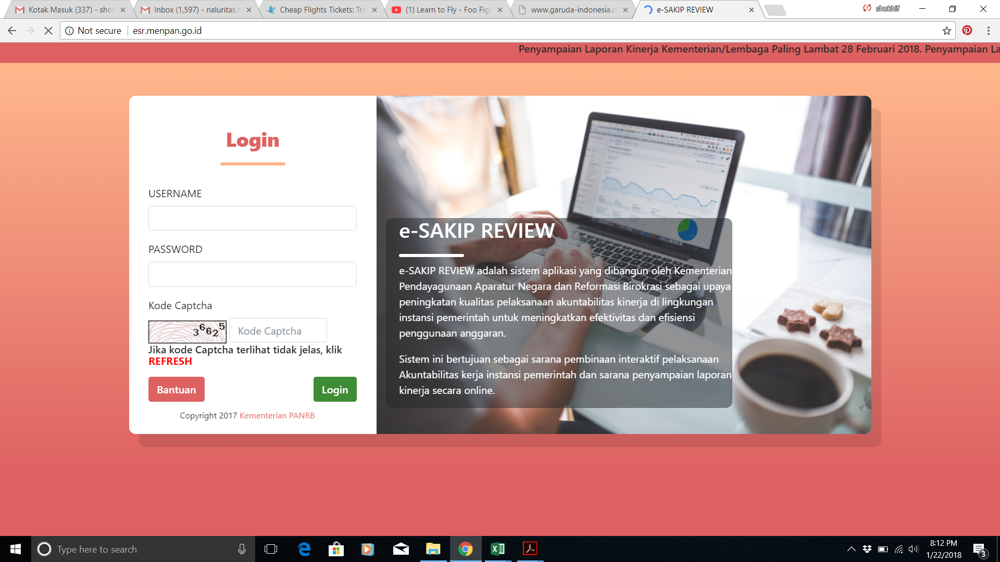 Kotak Masuk (337) - shok
Inbox (1,597) - naluritas.
Cheap Flights Tickets: Tra
(1) Learn to Fly - Foo Figh
www.garuda-indonesia.c
e-SAKIP REVIEW
shokhif
Not secure
esr.menpan.go.id
Penyampaian Laporan Kinerja Kementerian/Lembaga Paling Lambat 28 Februari 2018. Penyampaian La
Login
USERNAME
PASSWORD
Kode Captcha
36625
Kode Captcha
Jika kode Captcha terlihat tidak jelas, klik
REFRESH
Bantuan
Login
Copyright 2017 Kementerian PANRB
e-SAKIP REVIEW
e-SAKIP REVIEW adalah sistem aplikasi yang dibangun oleh Kementerian
Pendayagunaan Aparatur Negara dan Reformasi Birokrasi sebagai upaya
peningkatan kualitas pelaksanaan akuntabilitas kinerja di lingkungan
instansi pemerintah untuk meningkatkan efektivitas dan efisiensi
penggunaan anggaran.
Sistem ini bertujuan sebagai sarana pembinaan interaktif pelaksanaan
Akuntabilitas kerja instansi pemerintah dan sarana penyampaian laporan
kinerja secara online.
Type here to search
8:12 PM
1/22/2018
3